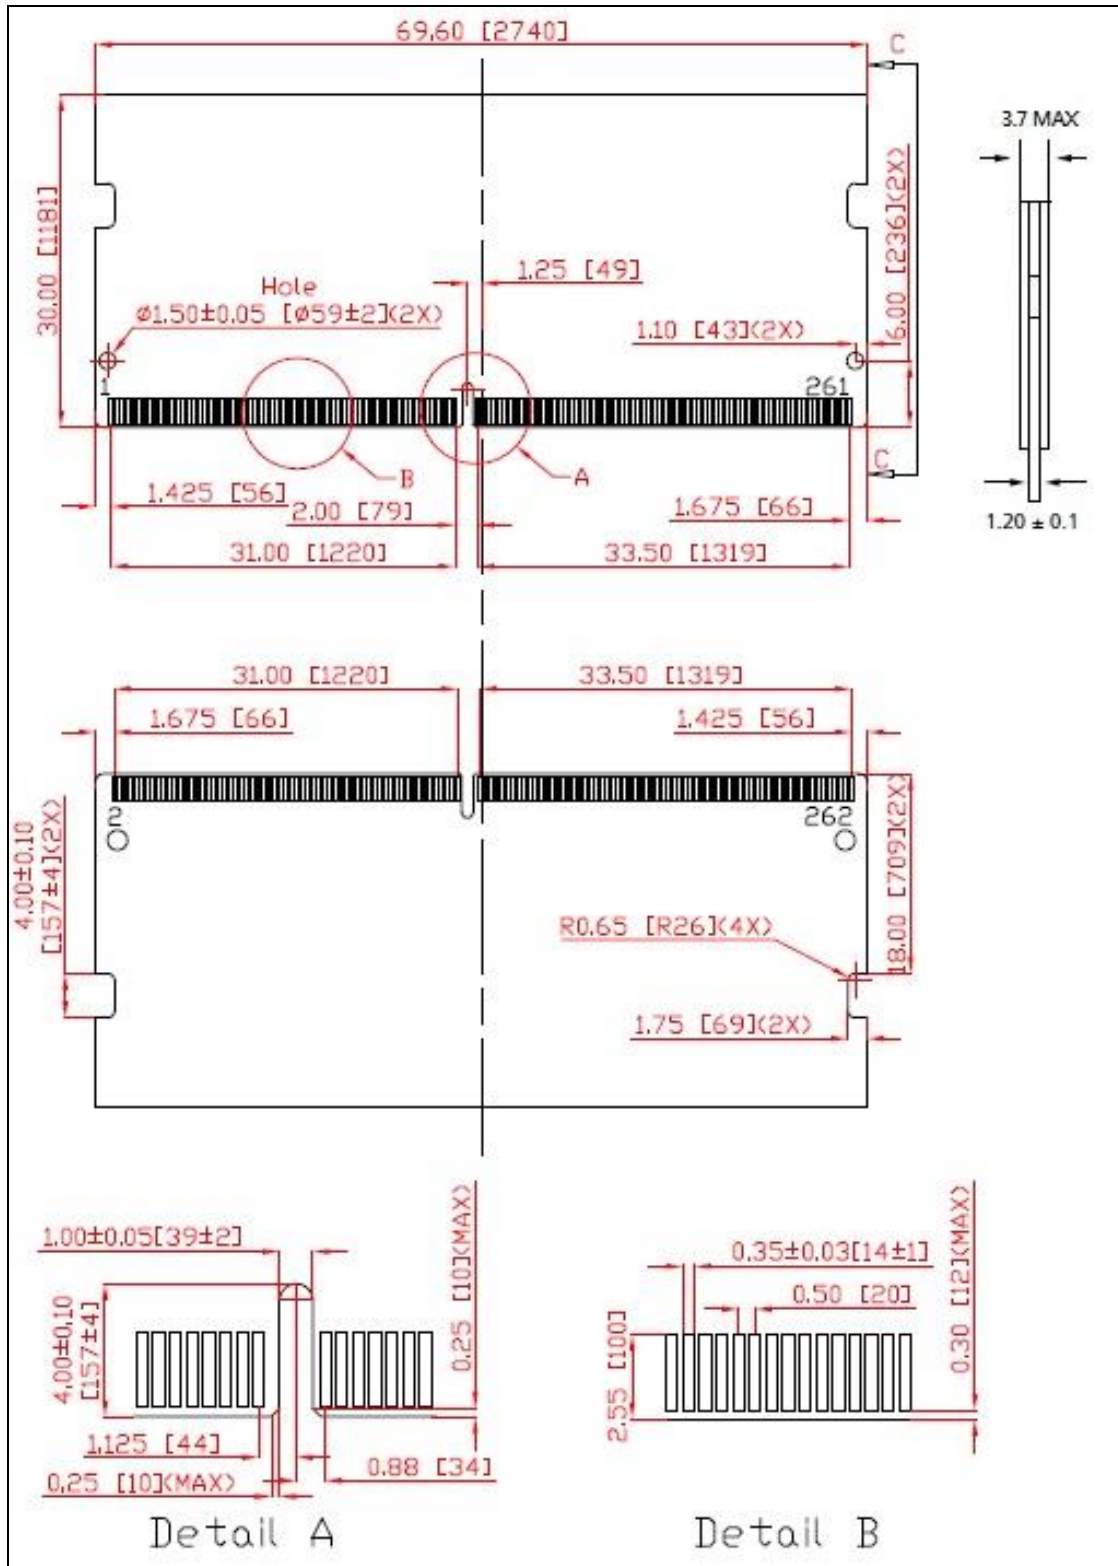 69.60 [2740]
C
3.7 MAX
30.00 [1181]
6.00 [236](2X)
1.25 [49]
Hole
Ø1.50±0.05 [Ø59±2](2X)
1.10 [43](2X)
1
261
B
A
C
1.425 [56]
2.00 [79]
1.675 [66]
1.20 ± 0.1
31.00 [1220]
33.50 [1319]
31.00 [1220]
33.50 [1319]
1.675 [66]
1.425 [56]
2
262
4.00±0.10
[157±4](2X)
18.00 [709](2X)
R0.65 [R26](4X)
1.75 [69](2X)
1.00±0.05[39±2]
0.25 [10](MAX)
4.00±0.10
[157±4]
1.125 [44]
0.88 [34]
0.25 [10](MAX)
Detail A
0.35±0.03[14±1]
0.50 [20]
0.30 [12](MAX)
2.55 [100]
Detail B